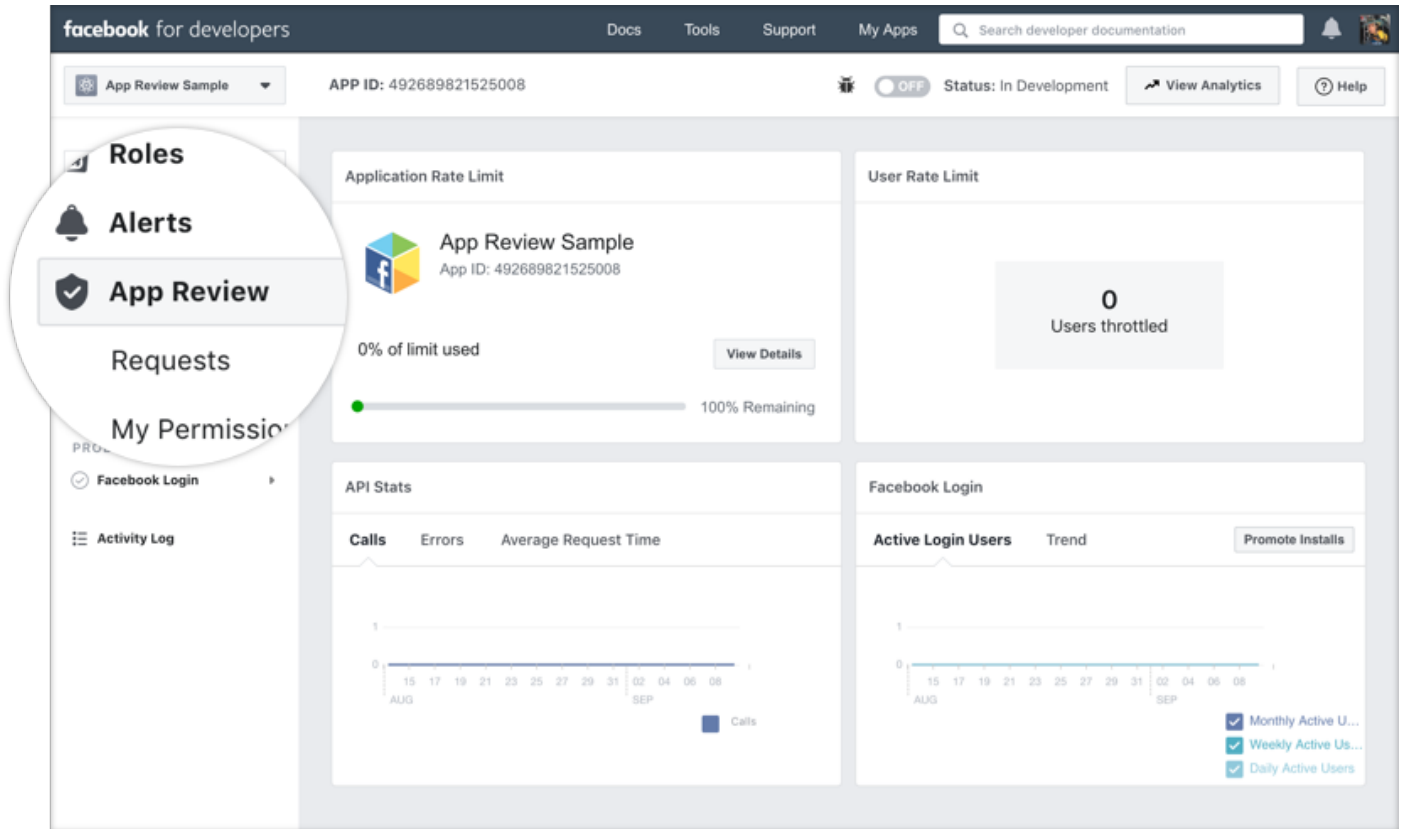 facebook for developers
Docs
Tools
Support
My Apps
Search developer documentation
App Review Sample
APP ID: 492689821525008
OFF
Status: In Development
View Analytics
Help
Roles
Alerts
App Review
Requests
My Permissio
PROD
Facebook Login
Activity Log
Application Rate Limit
App Review Sample
App ID: 492689821525008
0% of limit used
View Details
100% Remaining
User Rate Limit
0
Users throttled
API Stats
Calls
Errors
Average Request Time
1
0
15 17 19 21 23 25 27 29 31 02 04 06 08
AUG SEP
Calls
Facebook Login
Active Login Users
Trend
Promote Installs
1
0
15 17 19 21 23 25 27 29 31 02 04 06 08
AUG SEP
Monthly Active U...
Weekly Active Us...
Daily Active Users